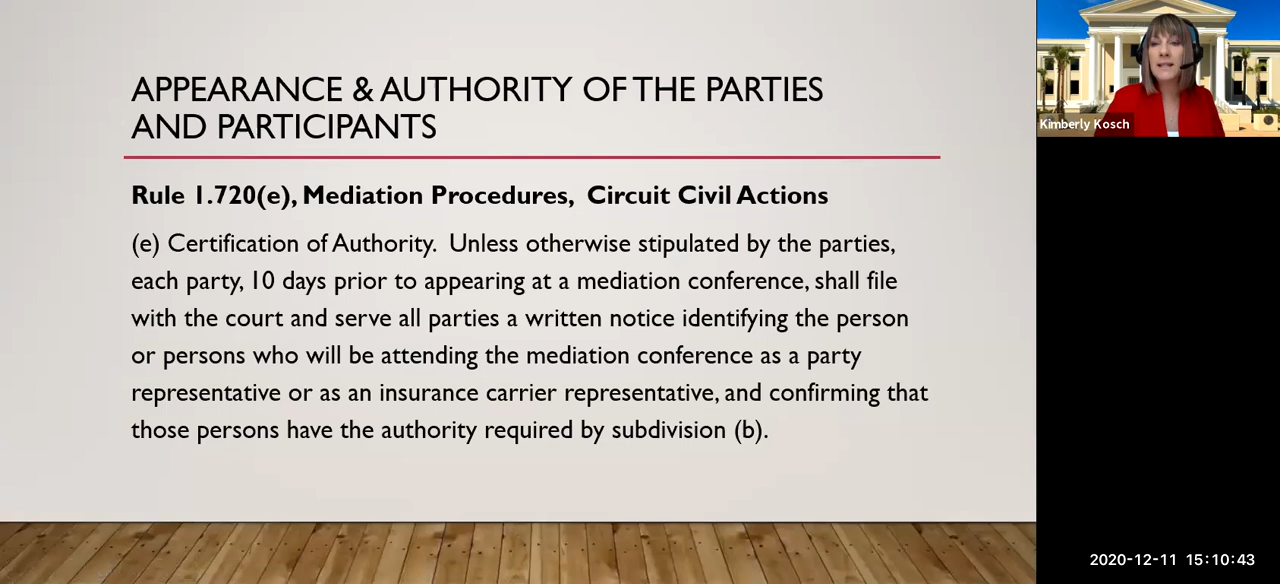 APPEARANCE & AUTHORITY OF THE PARTIES
AND PARTICIPANTS
Rule 1.720(e), Mediation Procedures, Circuit Civil Actions
(e) Certification of Authority. Unless otherwise stipulated by the parties,
each party, 10 days prior to appearing at a mediation conference, shall file
with the court and serve all parties a written notice identifying the person
or persons who will be attending the mediation conference as a party
representative or as an insurance carrier representative, and confirming that
those persons have the authority required by subdivision (b).
Kimberly Kosch
2020-12-11 15:10:43